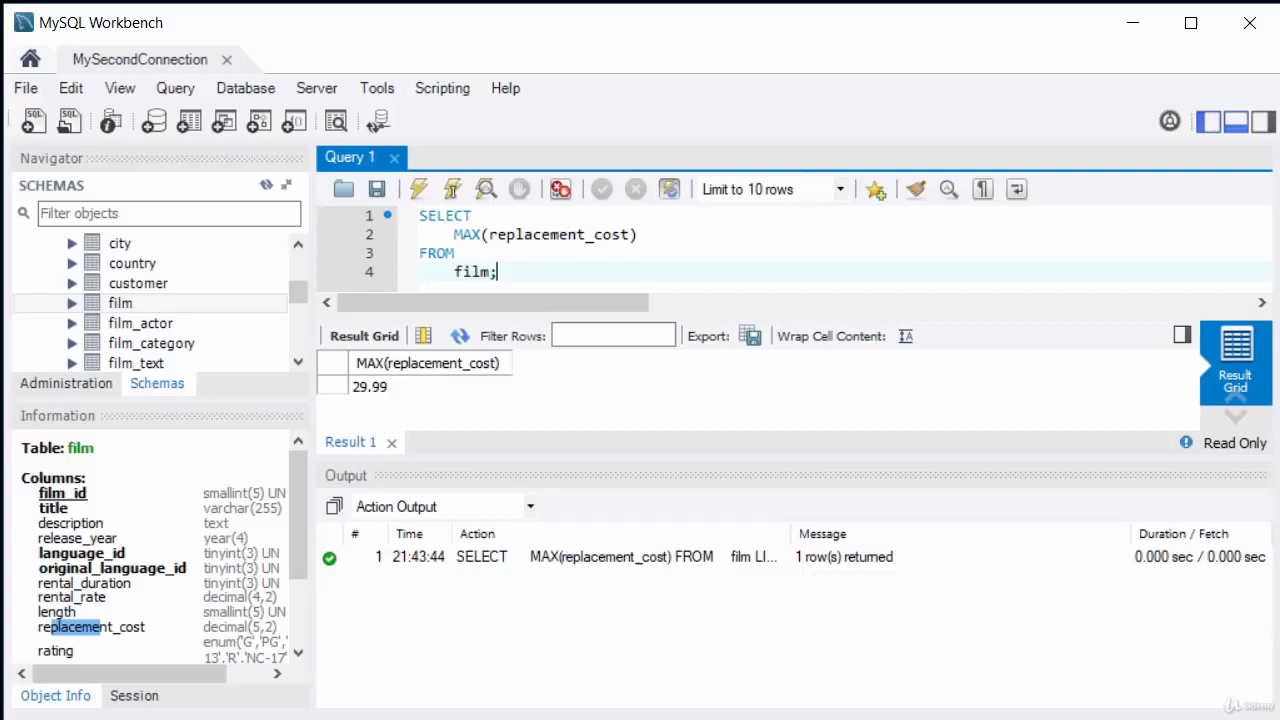 MySQL Workbench
MySecondConnection
File Edit View Query Database Server Tools Scripting Help
Navigator
SCHEMAS
Filter objects
city
country
customer
film
film_actor
film_category
film_text
Administration Schemas
Information
Table: film
Columns:
film_id smallint(5) UN
title varchar(255)
description text
release_year year(4)
language_id tinyint(3) UN
original_language_id tinyint(3) UN
rental_duration tinyint(3) UN
rental_rate decimal(4,2)
length smallint(5) UN
replacement_cost decimal(5,2)
rating enum('G','PG','
13','R','NC-17
Object Info Session
Query 1
Limit to 10 rows
1 SELECT
2 MAX(replacement_cost)
3 FROM
4 film;
Result Grid Filter Rows: Export: Wrap Cell Content:
MAX(replacement_cost)
29.99
Result
Grid
Result 1 Read Only
Output
Action Output
# Time Action Message Duration / Fetch
1 21:43:44 SELECT MAX(replacement_cost) FROM film LI... 1 row(s) returned 0.000 sec / 0.000 sec
Udemy